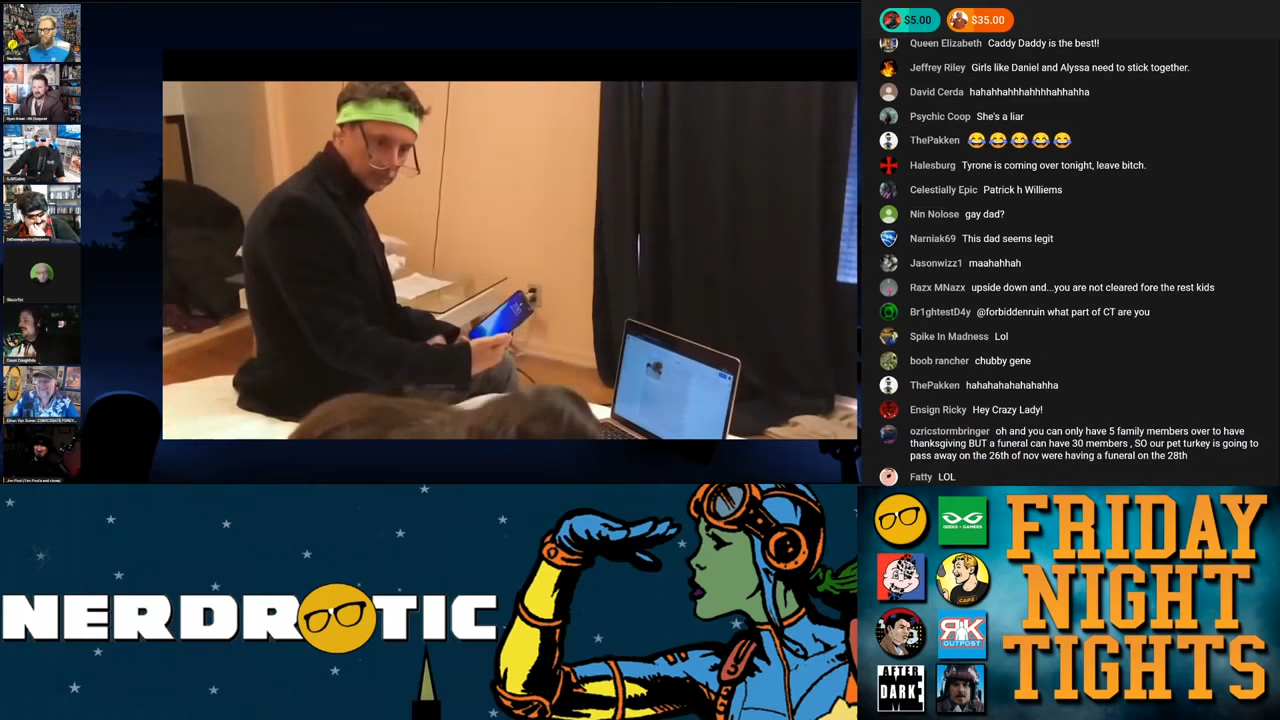 $5.00
$35.00
Queen Elizabeth Caddy Daddy is the best!!
Jeffrey Riley Girls like Daniel and Alyssa need to stick together.
David Cerda hahahhahhhahhhhahhahha
Psychic Coop She's a liar
ThePakken 😂😂😂😂😂
Halesburg Tyrone is coming over tonight, leave bitch.
Celestially Epic Patrick h Williems
Nin Nolose gay dad?
Narniak69 This dad seems legit
Jasonwizz1 maahahhah
Razx MNazx upside down and...you are not cleared fore the rest kids
Br1ghtestD4y @forbiddenruin what part of CT are you
Spike In Madness Lol
boob rancher chubby gene
ThePakken hahahahahahahahha
Ensign Ricky Hey Crazy Lady!
ozricstormbringer oh and you can only have 5 family members over to have
thanksgiving BUT a funeral can have 30 members , SO our pet turkey is going to
pass away on the 26th of nov were having a funeral on the 28th
Fatty LOL
NERDROTIC
GEEKS + GAMERS
RK
OUTPOST
AFTER
DARK
FRIDAY
NIGHT
TIGHTS